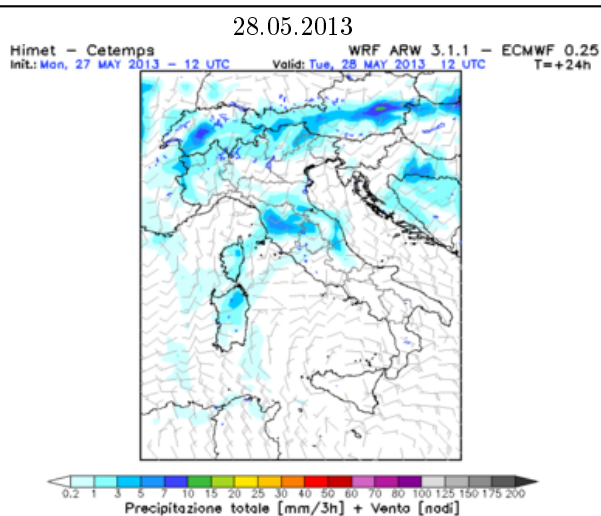 28.05.2013
Himet - Cetemps WRF ARW 3.1.1 - ECMWF 0.25
Init.: Mon, 27 MAY 2013 - 12 UTC Valid: Tue, 28 MAY 2013 12 UTC T=+24h
0.2 1 3 5 7 10 15 20 25 30 40 50 60 70 80 100 125 150 175 200
Precipitazione totale [mm/3h] + Vento [nodi]